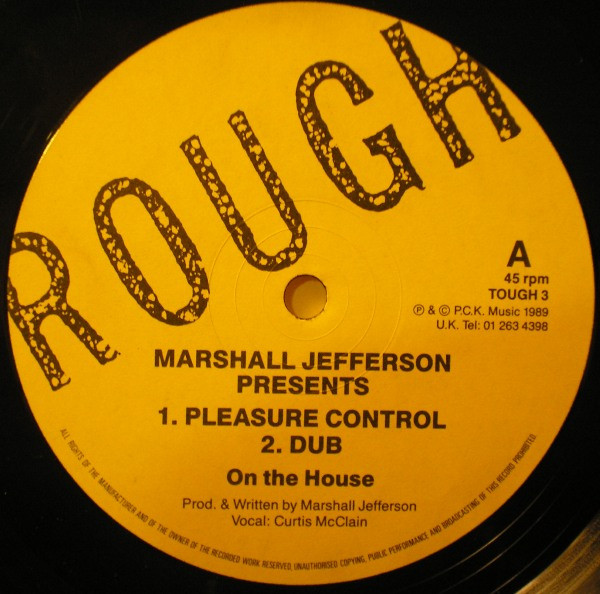 ROUGH
A
45 rpm
TOUGH 3
℗ & © P.C.K. Music 1989
U.K. Tel: 01 263 4398
MARSHALL JEFFERSON
PRESENTS
1. PLEASURE CONTROL
2. DUB
On the House
Prod. & Written by Marshall Jefferson
Vocal: Curtis McClain
ALL RIGHTS OF THE MANUFACTURER AND OF THE OWNER OF THE RECORDED WORK RESERVED, UNAUTHORISED COPYING, PUBLIC PERFORMANCE AND BROADCASTING OF THIS RECORD PROHIBITED